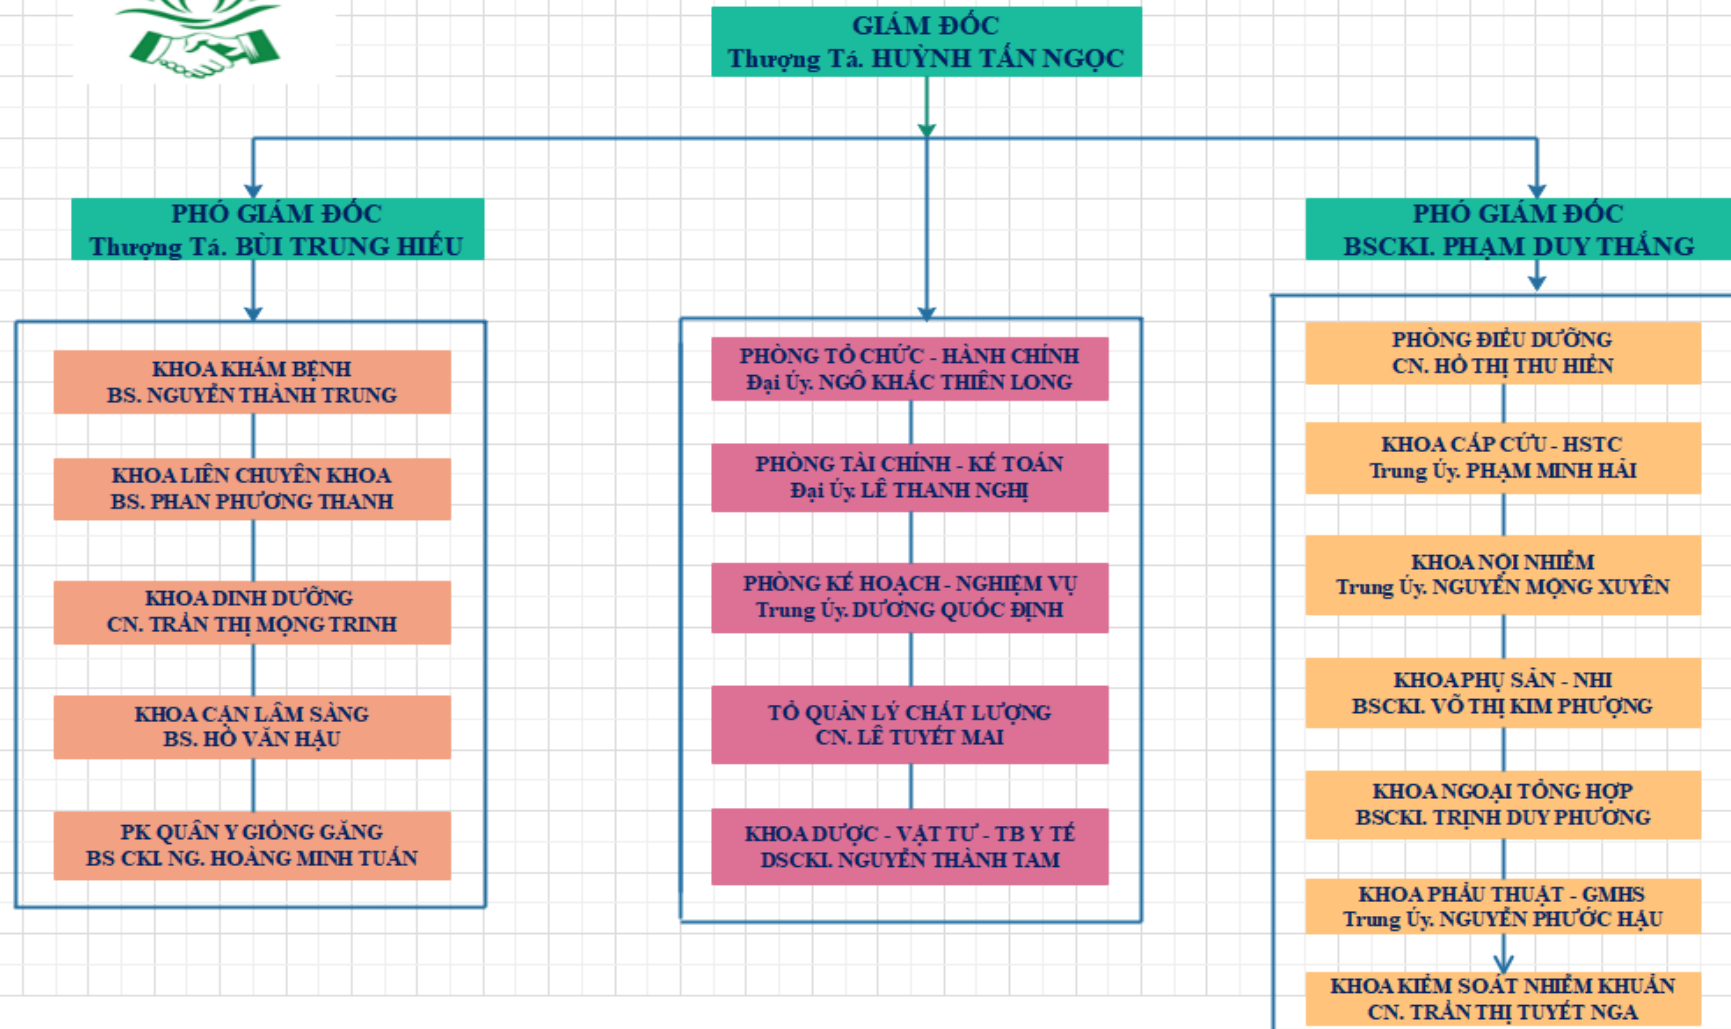 GIÁM ĐỐC
Thượng Tá. HUỲNH TẤN NGỌC
PHÓ GIÁM ĐỐC
Thượng Tá. BÙI TRUNG HIẾU
PHÓ GIÁM ĐỐC
BSCKI. PHẠM DUY THẮNG
KHOA KHÁM BỆNH
BS. NGUYỄN THÀNH TRUNG
KHOA LIÊN CHUYÊN KHOA
BS. PHAN PHƯƠNG THANH
KHOA DINH DƯỠNG
CN. TRẦN THỊ MỘNG TRINH
KHOA CẬN LÂM SÀNG
BS. HỒ VĂN HẬU
PK QUÂN Y GIỒNG GĂNG
BS CKI. NG. HOÀNG MINH TUẤN
PHÒNG TỔ CHỨC - HÀNH CHÍNH
Đại Úy. NGÔ KHẮC THIÊN LONG
PHÒNG TÀI CHÍNH - KẾ TOÁN
Đại Úy. LÊ THANH NGHỊ
PHÒNG KẾ HOẠCH - NGHIỆM VỤ
Trung Úy. DƯƠNG QUỐC ĐỊNH
TỔ QUẢN LÝ CHẤT LƯỢNG
CN. LÊ TUYẾT MAI
KHOA DƯỢC - VẬT TƯ - TB Y TẾ
DSCKI. NGUYỄN THÀNH TAM
PHÒNG ĐIỀU DƯỠNG
CN. HỒ THỊ THU HIỀN
KHOA CẤP CỨU - HSTC
Trung Úy. PHẠM MINH HẢI
KHOA NỘI NHIỄM
Trung Úy. NGUYỄN MỘNG XUYÊN
KHOA PHỤ SẢN - NHI
BSCKI. VÕ THỊ KIM PHƯỢNG
KHOA NGOẠI TỔNG HỢP
BSCKI. TRỊNH DUY PHƯƠNG
KHOA PHẪU THUẬT - GMHS
Trung Úy. NGUYỄN PHƯỚC HẬU
KHOA KIỂM SOÁT NHIỄM KHUẨN
CN. TRẦN THỊ TUYẾT NGA